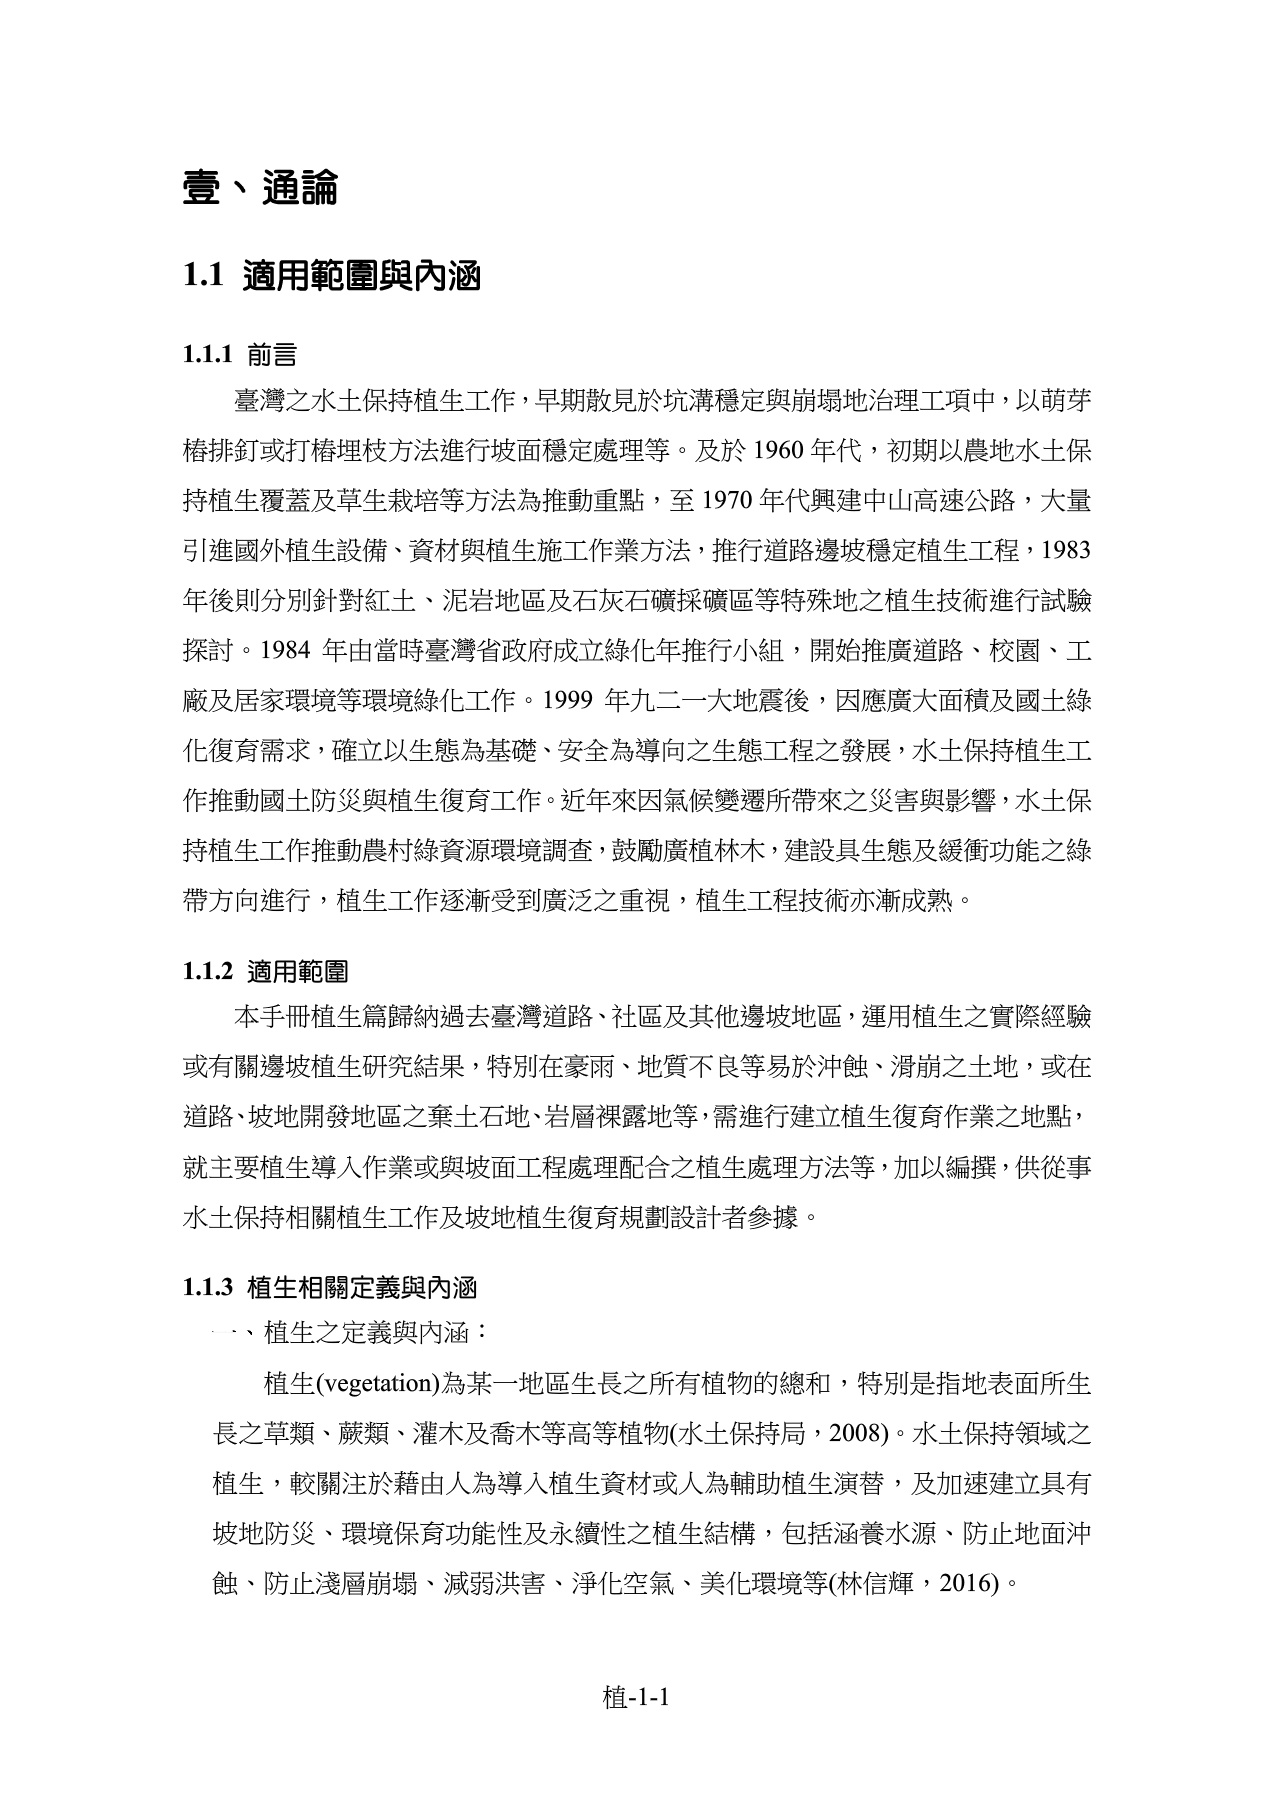 壹、通論
1.1 適用範圍與內涵
1.1.1 前言
臺灣之水土保持植生工作，早期散見於坑溝穩定與崩塌地治理工項中，以萌芽
樁排釘或打樁埋枝方法進行坡面穩定處理等。及於 1960 年代，初期以農地水土保
持植生覆蓋及草生栽培等方法為推動重點，至 1970 年代興建中山高速公路，大量
引進國外植生設備、資材與植生施工作業方法，推行道路邊坡穩定植生工程，1983
年後則分別針對紅土、泥岩地區及石灰石礦採礦區等特殊地之植生技術進行試驗
探討。1984 年由當時臺灣省政府成立綠化年推行小組，開始推廣道路、校園、工
廠及居家環境等環境綠化工作。1999 年九二一大地震後，因應廣大面積及國土綠
化復育需求，確立以生態為基礎、安全為導向之生態工程之發展，水土保持植生工
作推動國土防災與植生復育工作。近年來因氣候變遷所帶來之災害與影響，水土保
持植生工作推動農村綠資源環境調查，鼓勵廣植林木，建設具生態及緩衝功能之綠
帶方向進行，植生工作逐漸受到廣泛之重視，植生工程技術亦漸成熟。
1.1.2 適用範圍
本手冊植生篇歸納過去臺灣道路、社區及其他邊坡地區，運用植生之實際經驗
或有關邊坡植生研究結果，特別在豪雨、地質不良等易於沖蝕、滑崩之土地，或在
道路、坡地開發地區之棄土石地、岩層裸露地等，需進行建立植生復育作業之地點，
就主要植生導入作業或與坡面工程處理配合之植生處理方法等，加以編撰，供從事
水土保持相關植生工作及坡地植生復育規劃設計者參據。
1.1.3 植生相關定義與內涵
一、植生之定義與內涵：
植生(vegetation)為某一地區生長之所有植物的總和，特別是指地表面所生
長之草類、蕨類、灌木及喬木等高等植物(水土保持局，2008)。水土保持領域之
植生，較關注於藉由人為導入植生資材或人為輔助植生演替，及加速建立具有
坡地防災、環境保育功能性及永續性之植生結構，包括涵養水源、防止地面沖
蝕、防止淺層崩塌、減弱洪害、淨化空氣、美化環境等(林信輝，2016)。
植-1-1